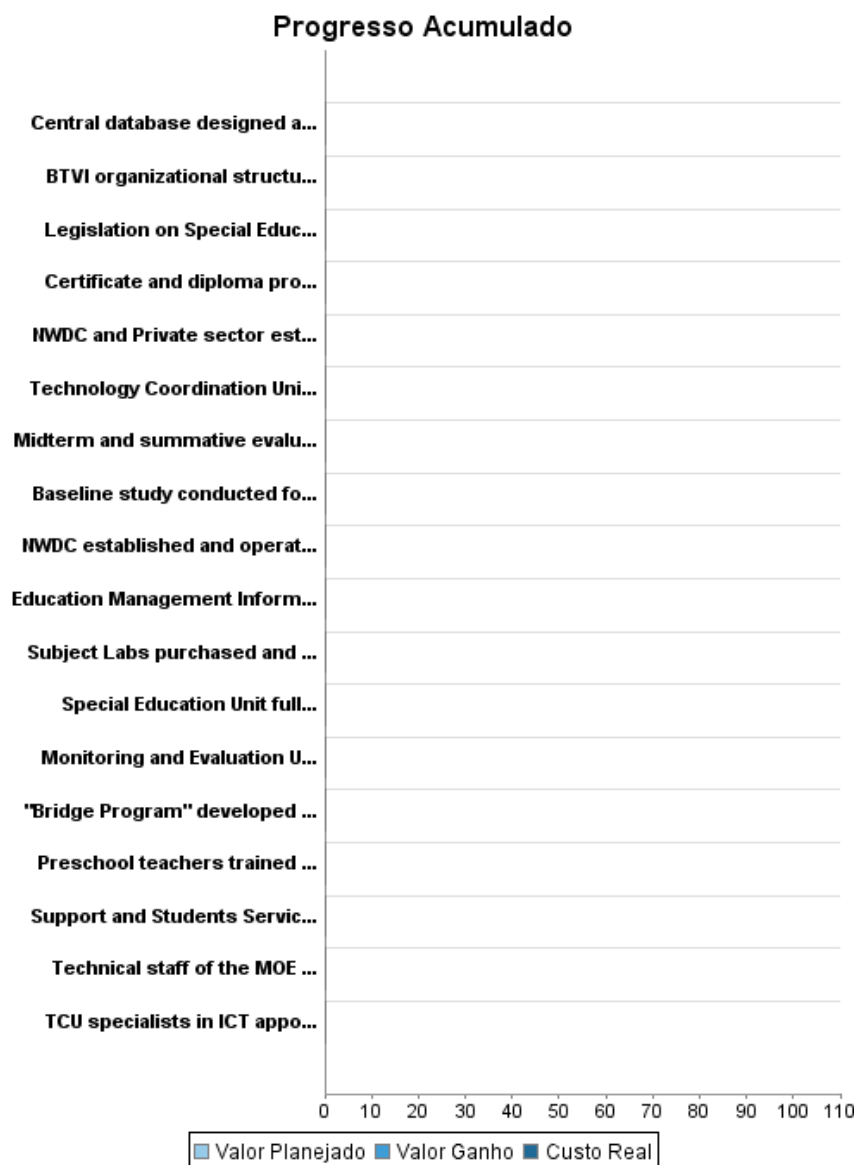 Progresso Acumulado
Central database designed a...
BTVI organizational structu...
Legislation on Special Educ...
Certificate and diploma pro...
NWDC and Private sector est...
Technology Coordination Uni...
Midterm and summative evalu...
Baseline study conducted fo...
NWDC established and operat...
Education Management Inform...
Subject Labs purchased and ...
Special Education Unit full...
Monitoring and Evaluation U...
"Bridge Program" developed ...
Preschool teachers trained ...
Support and Students Servic...
Technical staff of the MOE ...
TCU specialists in ICT appo...
0 10 20 30 40 50 60 70 80 90 100 110
Valor Planejado Valor Ganho Custo Real